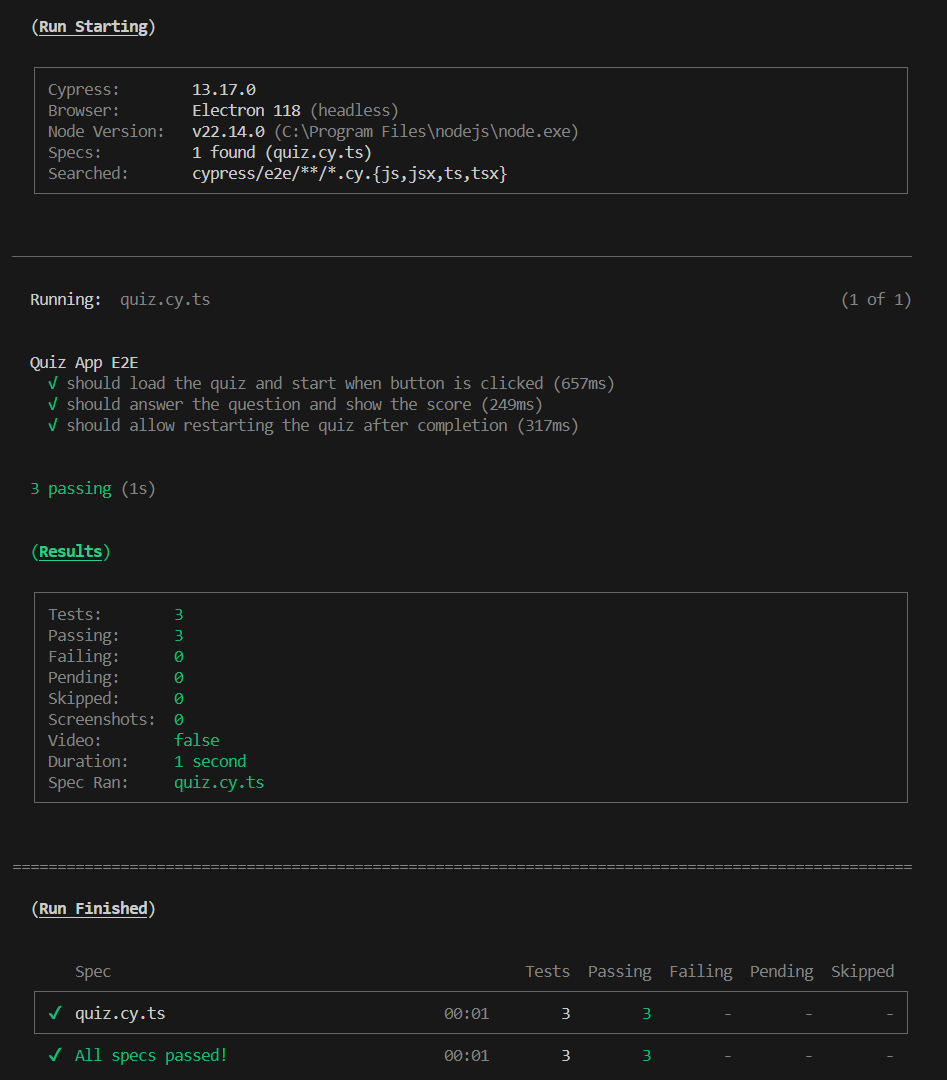 (Run Starting)
Cypress: 13.17.0
Browser: Electron 118 (headless)
Node Version: v22.14.0 (C:\Program Files\nodejs\node.exe)
Specs: 1 found (quiz.cy.ts)
Searched: cypress/e2e/**/*.cy.{js,jsx,ts,tsx}
Running: quiz.cy.ts (1 of 1)
Quiz App E2E
√ should load the quiz and start when button is clicked (657ms)
√ should answer the question and show the score (249ms)
√ should allow restarting the quiz after completion (317ms)
3 passing (1s)
(Results)
Tests: 3
Passing: 3
Failing: 0
Pending: 0
Skipped: 0
Screenshots: 0
Video: false
Duration: 1 second
Spec Ran: quiz.cy.ts
====================================================================================================
(Run Finished)
Spec Tests Passing Failing Pending Skipped
✔ quiz.cy.ts 00:01 3 3 - - -
✔ All specs passed! 00:01 3 3 - - -